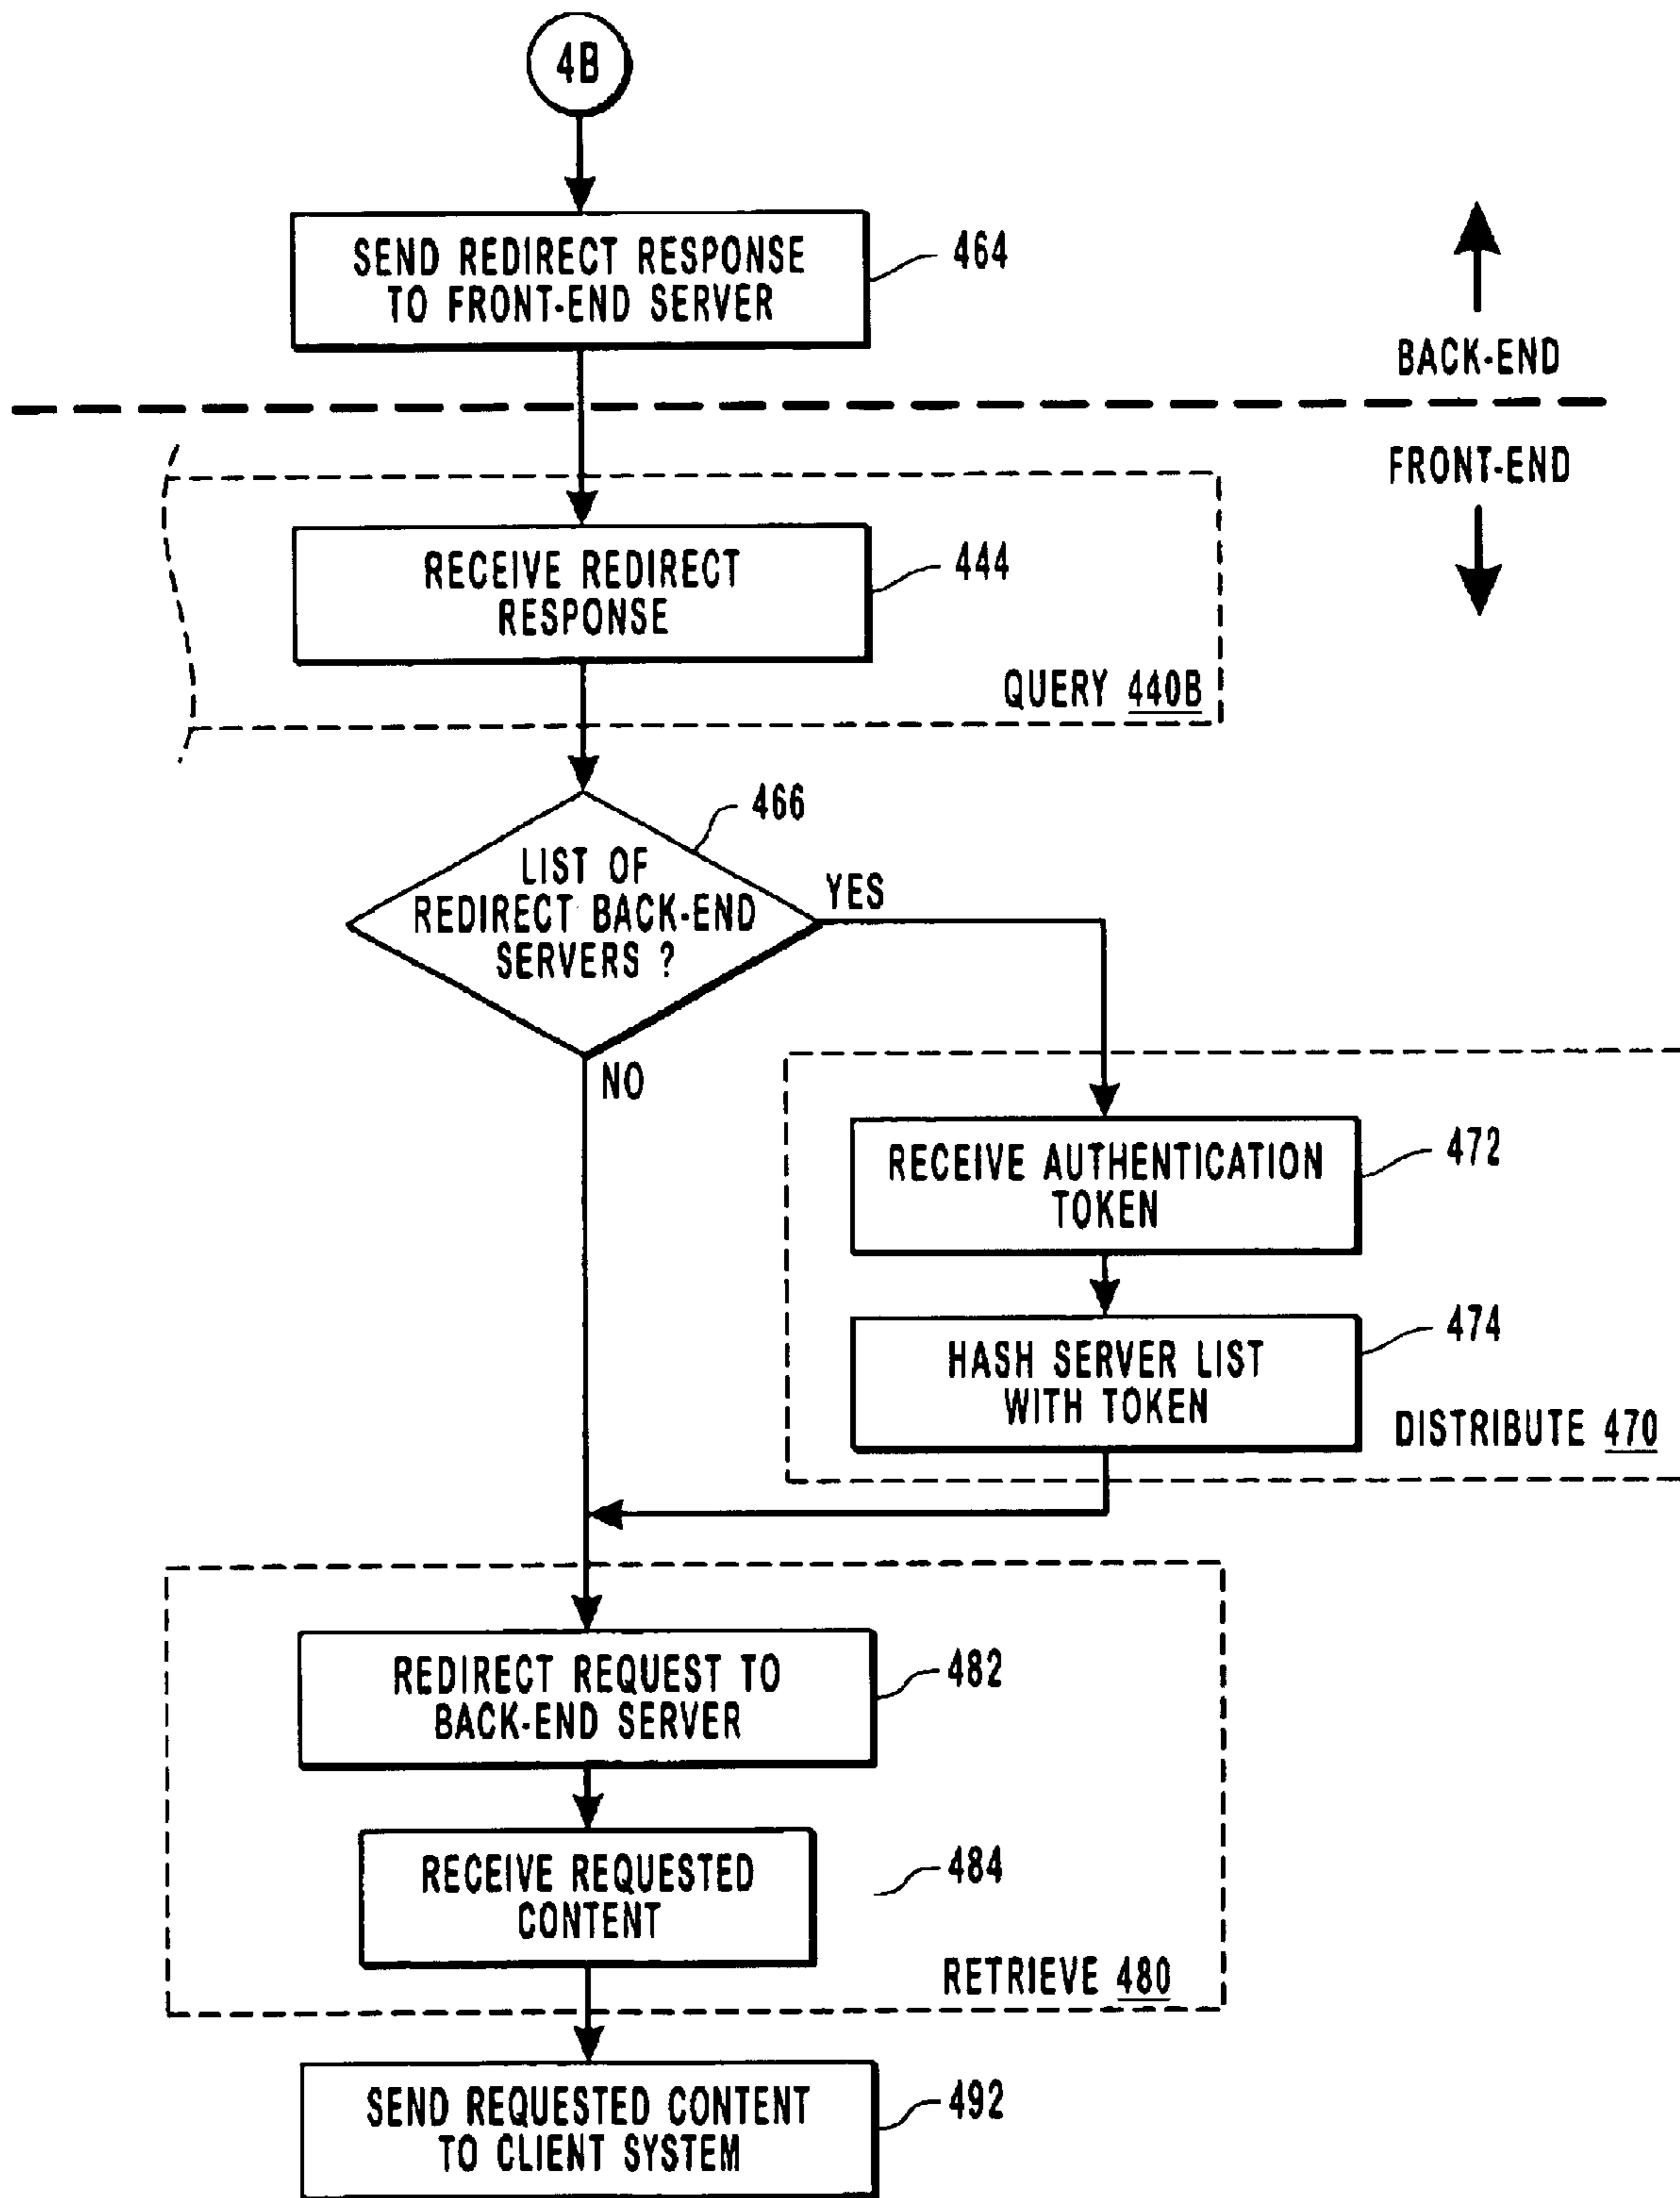 4B
SEND REDIRECT RESPONSE
TO FRONT-END SERVER
464
BACK-END
FRONT-END
RECEIVE REDIRECT
RESPONSE
444
QUERY 440B
466
LIST OF
REDIRECT BACK-END
SERVERS ?
YES
NO
RECEIVE AUTHENTICATION
TOKEN
472
HASH SERVER LIST
WITH TOKEN
474
DISTRIBUTE 470
REDIRECT REQUEST TO
BACK-END SERVER
482
RECEIVE REQUESTED
CONTENT
484
RETRIEVE 480
SEND REQUESTED CONTENT
TO CLIENT SYSTEM
492